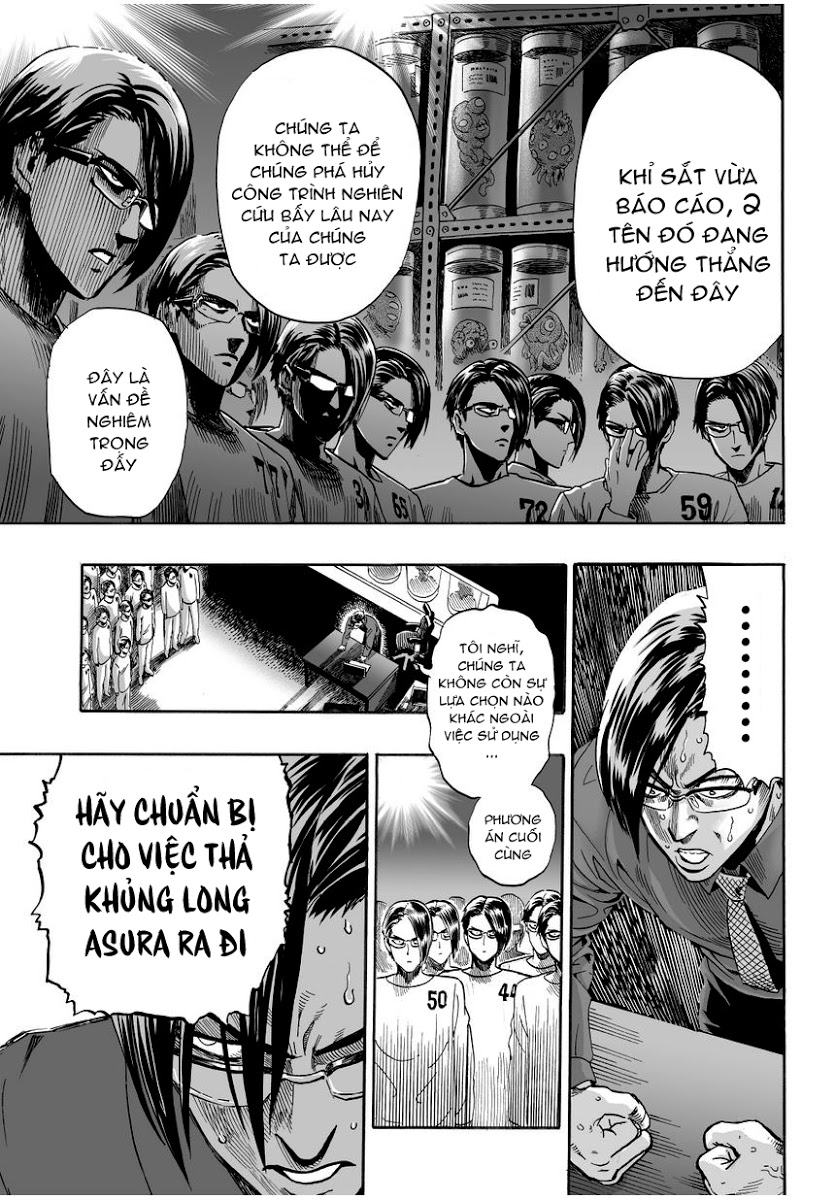 KHỈ SẮT VỪA
BÁO CÁO, 2
TÊN ĐÓ ĐANG
HƯỚNG THẲNG
ĐẾN ĐÂY
CHÚNG TA
KHÔNG THỂ ĐỂ
CHÚNG PHÁ HỦY
CÔNG TRÌNH NGHIÊN
CỨU BẤY LÂU NAY
CỦA CHÚNG
TA ĐƯỢC
ĐÂY LÀ
VẤN ĐỀ
NGHIÊM
TRỌNG
ĐẤY
777
34
65
72
59
12
........
TÔI NGHĨ,
CHÚNG TA
KHÔNG CÒN SỰ
LỰA CHỌN NÀO
KHÁC NGOÀI
VIỆC SỬ DỤNG
...
PHƯƠNG
ÁN CUỐI
CÙNG
50
44
HÃY CHUẨN BỊ
CHO VIỆC THẢ
KHỦNG LONG
ASURA RA ĐI